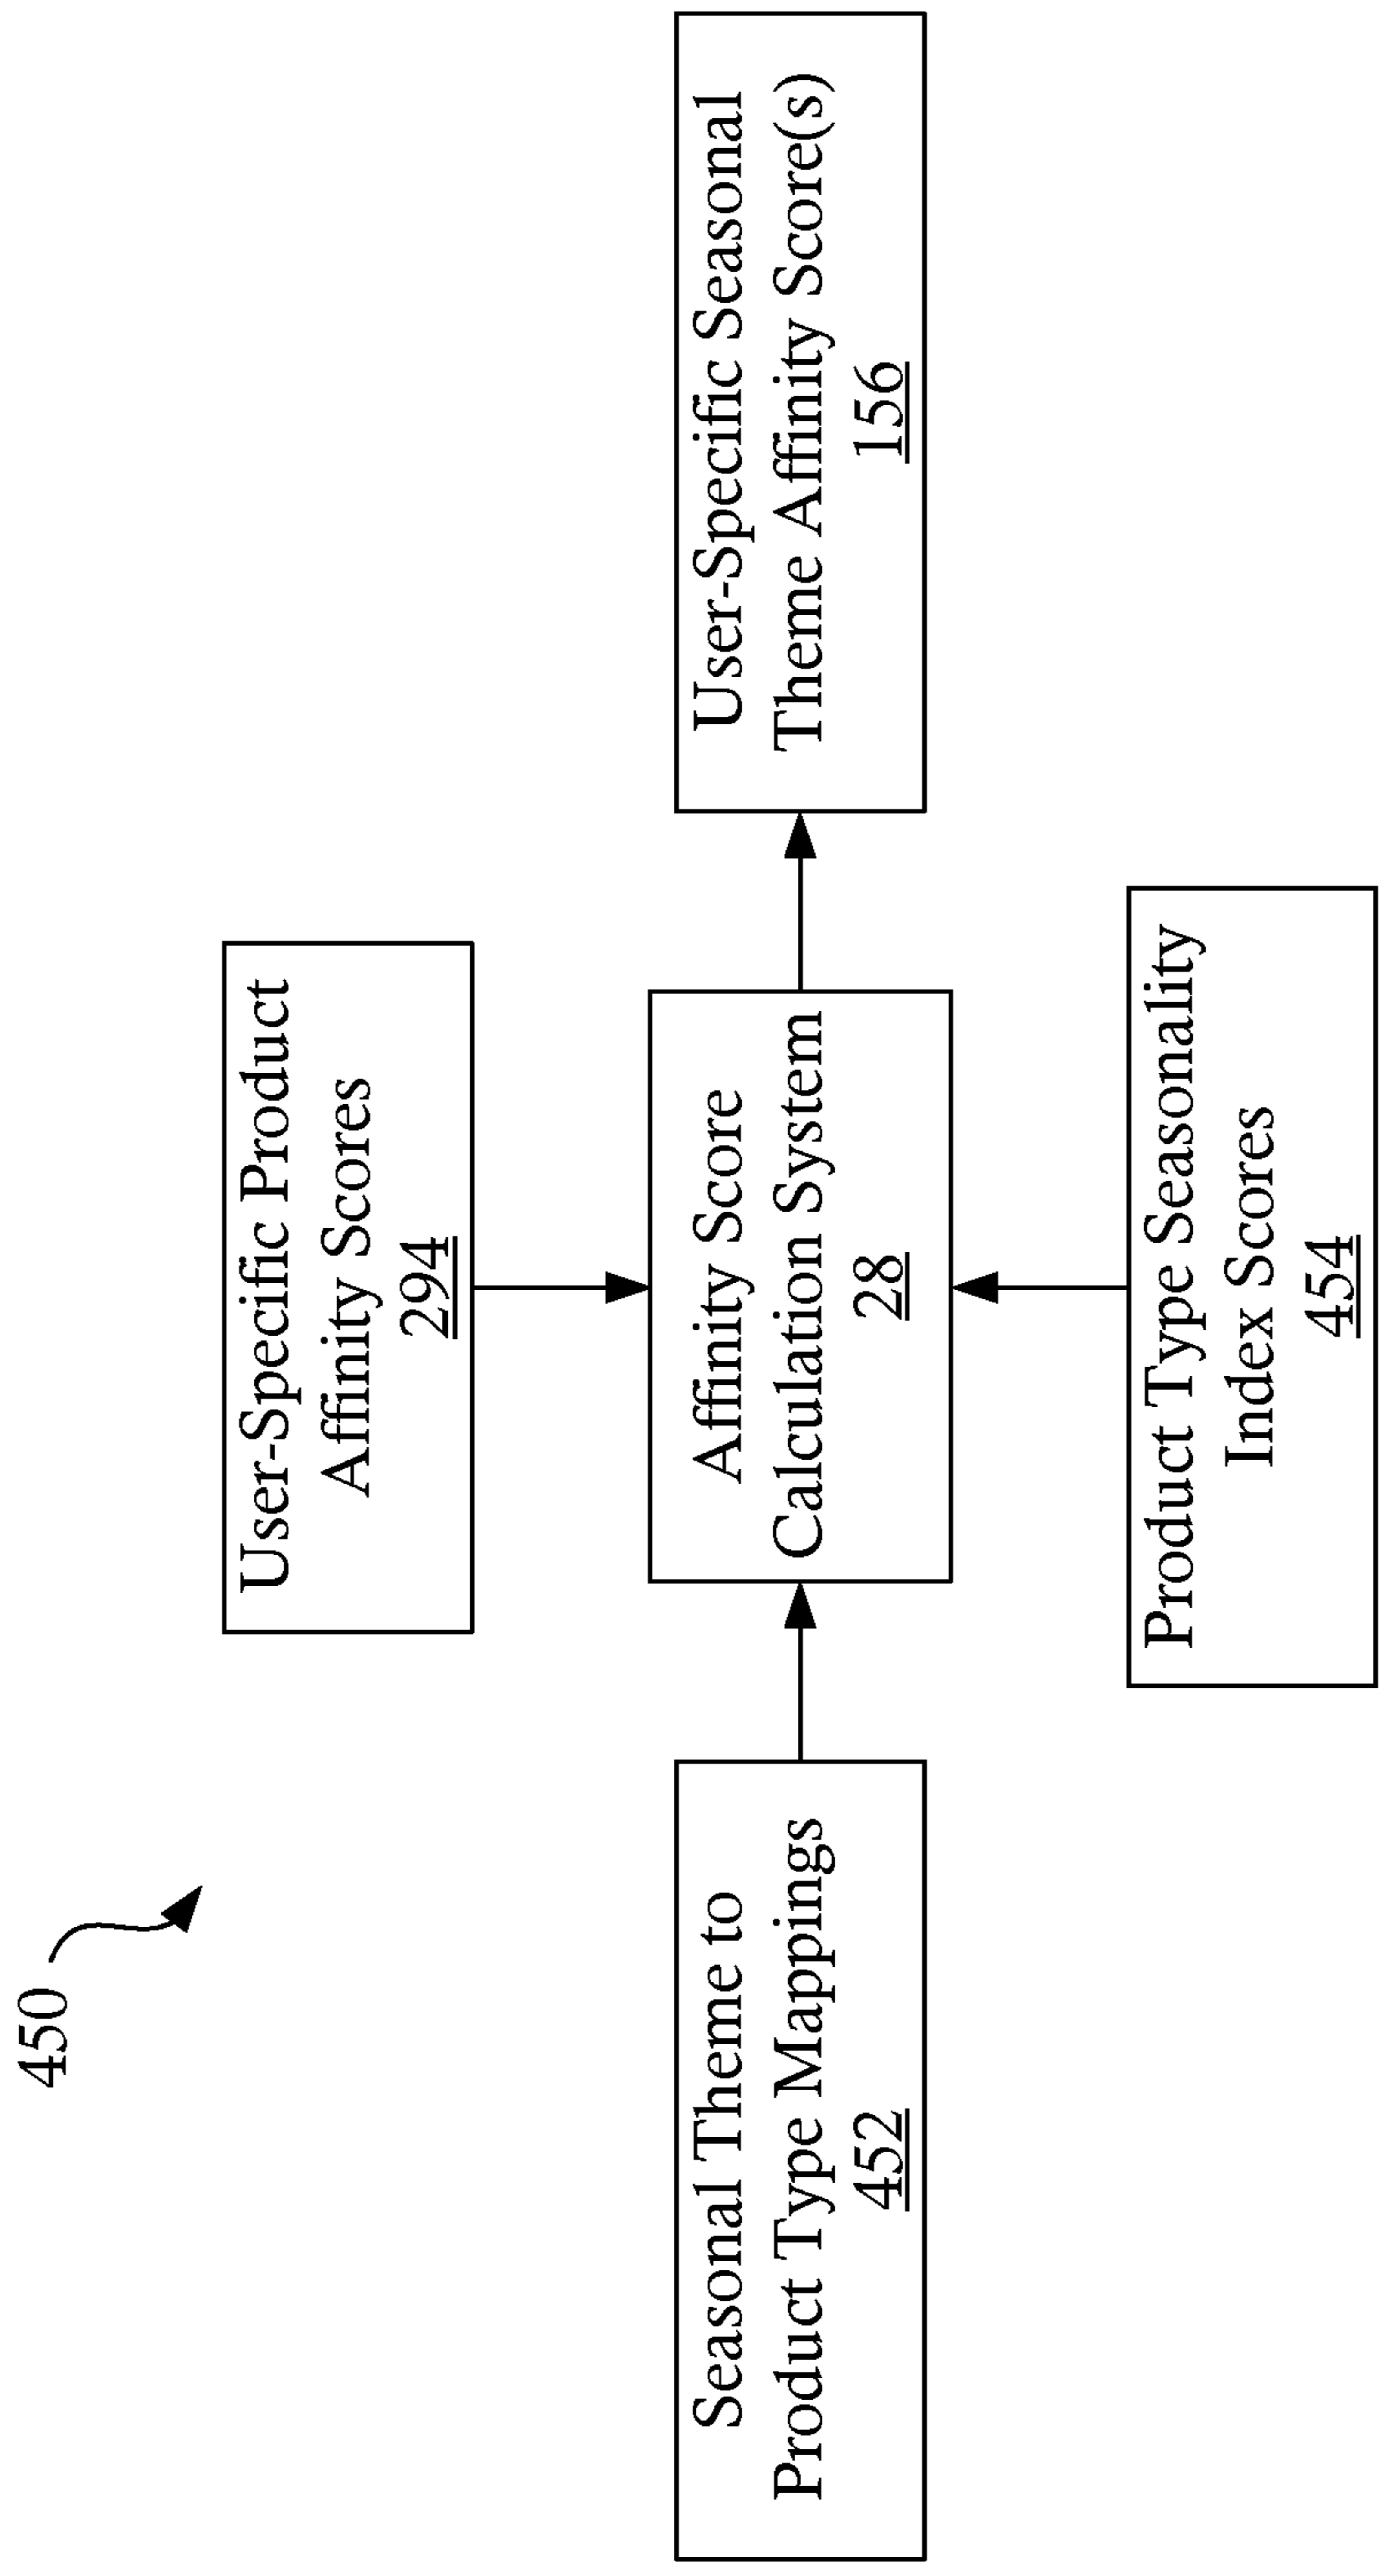 450
User-Specific Product
Affinity Scores
294
Seasonal Theme to
Product Type Mappings
452
Affinity Score
Calculation System
28
User-Specific Seasonal
Theme Affinity Score(s)
156
Product Type Seasonality
Index Scores
454